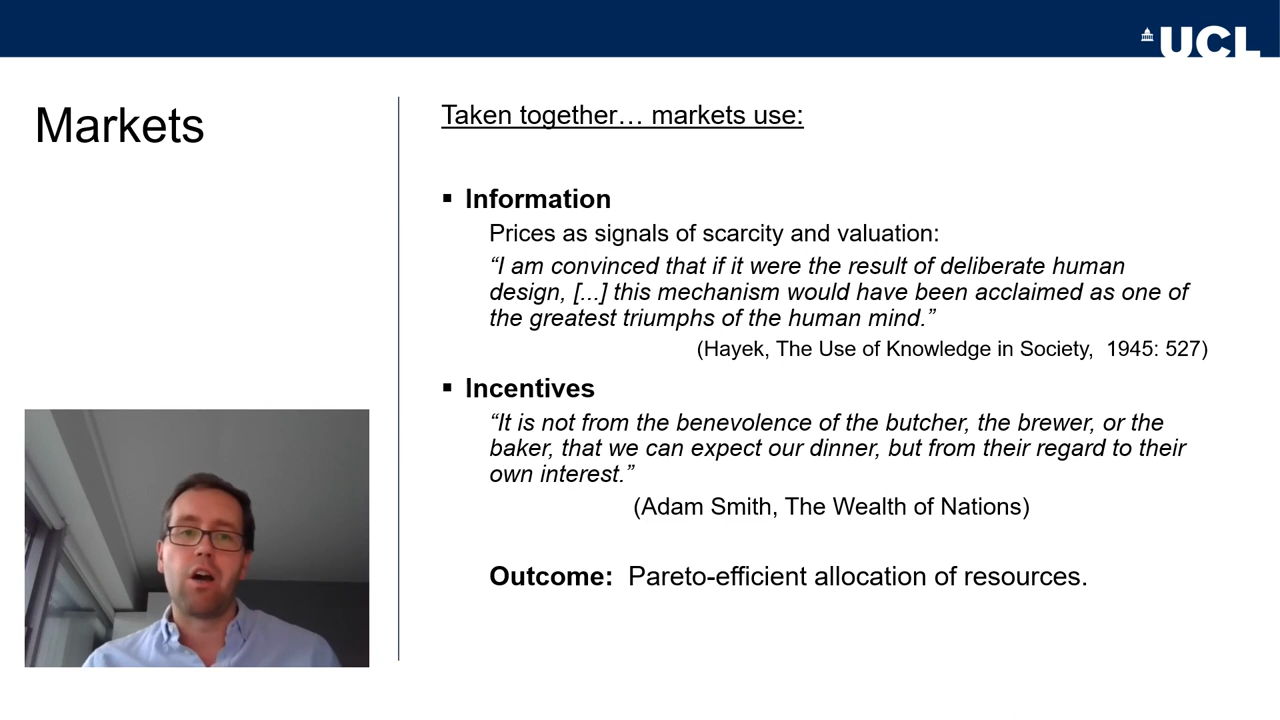 UCL
Markets
Taken together… markets use:
▪ Information
Prices as signals of scarcity and valuation:
“I am convinced that if it were the result of deliberate human
design, [...] this mechanism would have been acclaimed as one of
the greatest triumphs of the human mind.”
(Hayek, The Use of Knowledge in Society,  1945: 527)
▪ Incentives
“It is not from the benevolence of the butcher, the brewer, or the
baker, that we can expect our dinner, but from their regard to their
own interest.”
(Adam Smith, The Wealth of Nations)
Outcome:  Pareto-efficient allocation of resources.